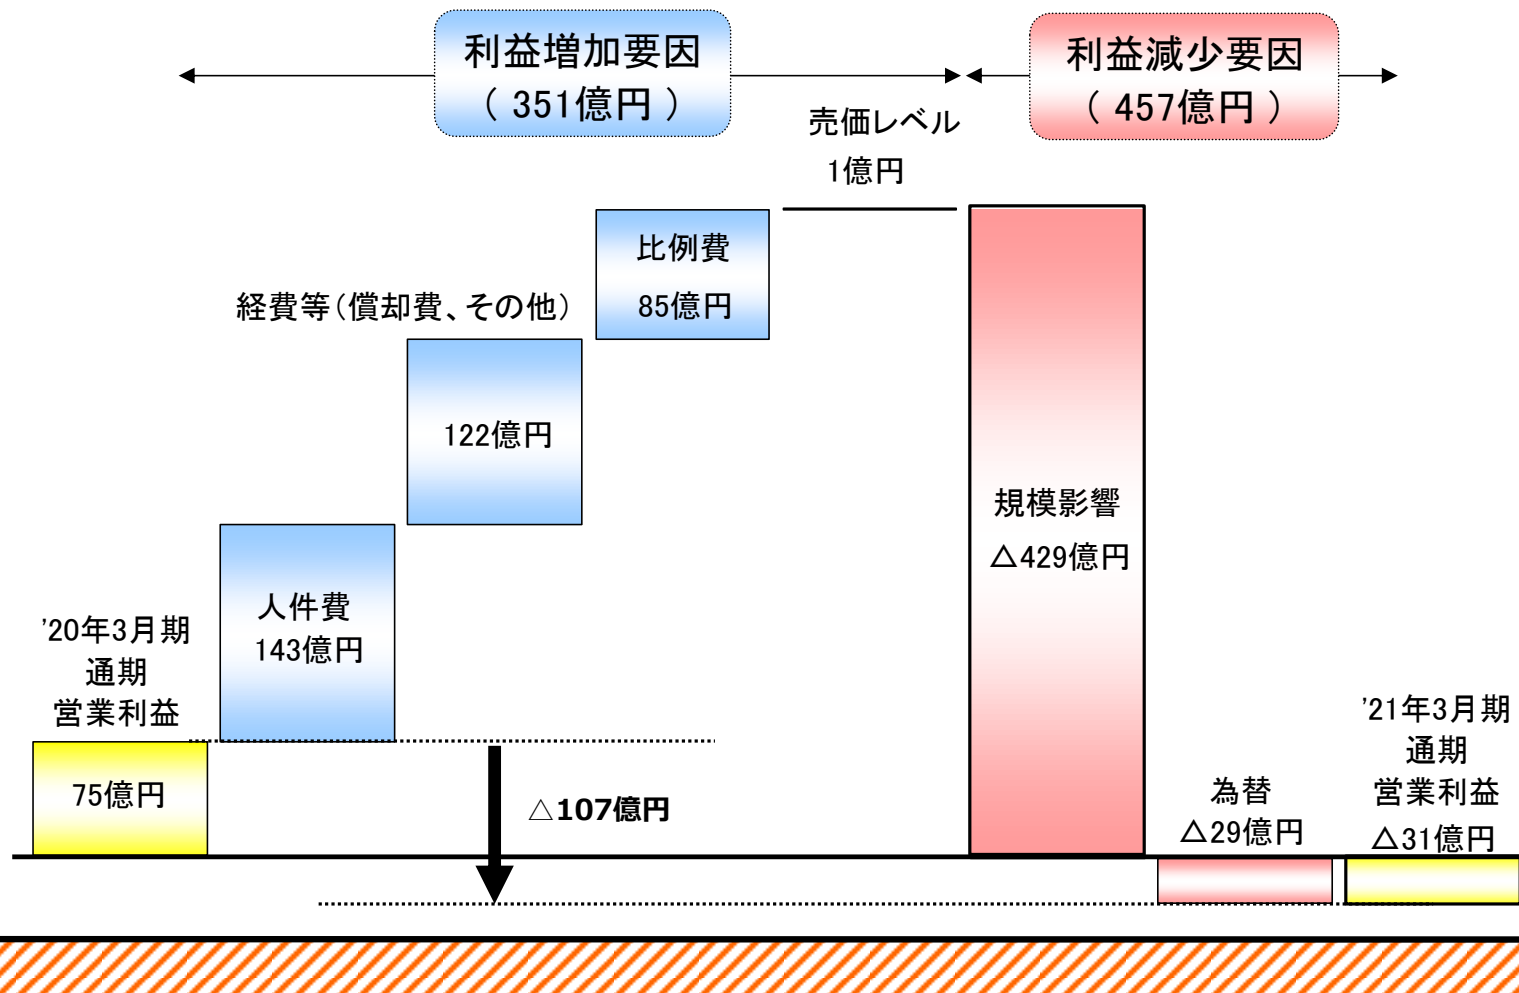 利益増加要因
（ 351億円 ）
利益減少要因
（ 457億円 ）
売価レベル
1億円
比例費
85億円
経費等（償却費、その他）
122億円
規模影響
△429億円
人件費
143億円
’20年3月期
通期
営業利益
75億円
△107億円
為替
△29億円
’21年3月期
通期
営業利益
△31億円